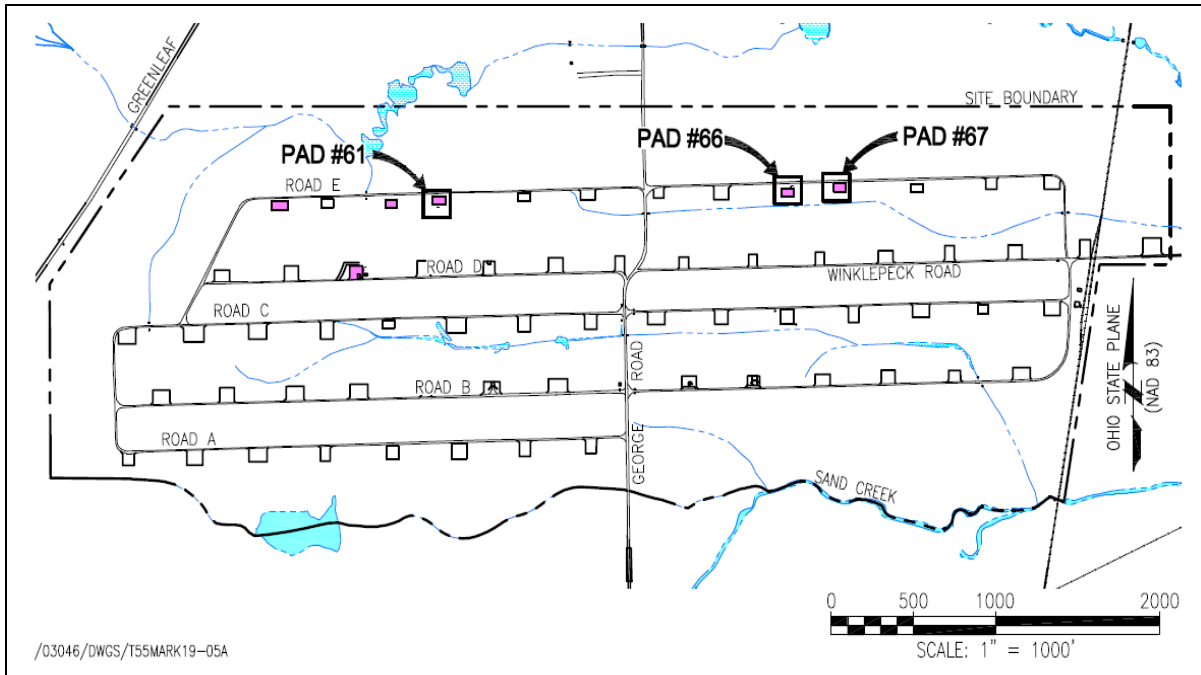 GREENLEAF
SITE BOUNDARY
PAD #61
PAD #66
PAD #67
ROAD E
ROAD D
WINKLEPECK ROAD
ROAD C
ROAD B
ROAD A
GEORGE ROAD
SAND CREEK
OHIO STATE PLANE
(NAD 83)
0 500 1000 2000
SCALE: 1" = 1000'
/03046/DWGS/T55MARK19-05A